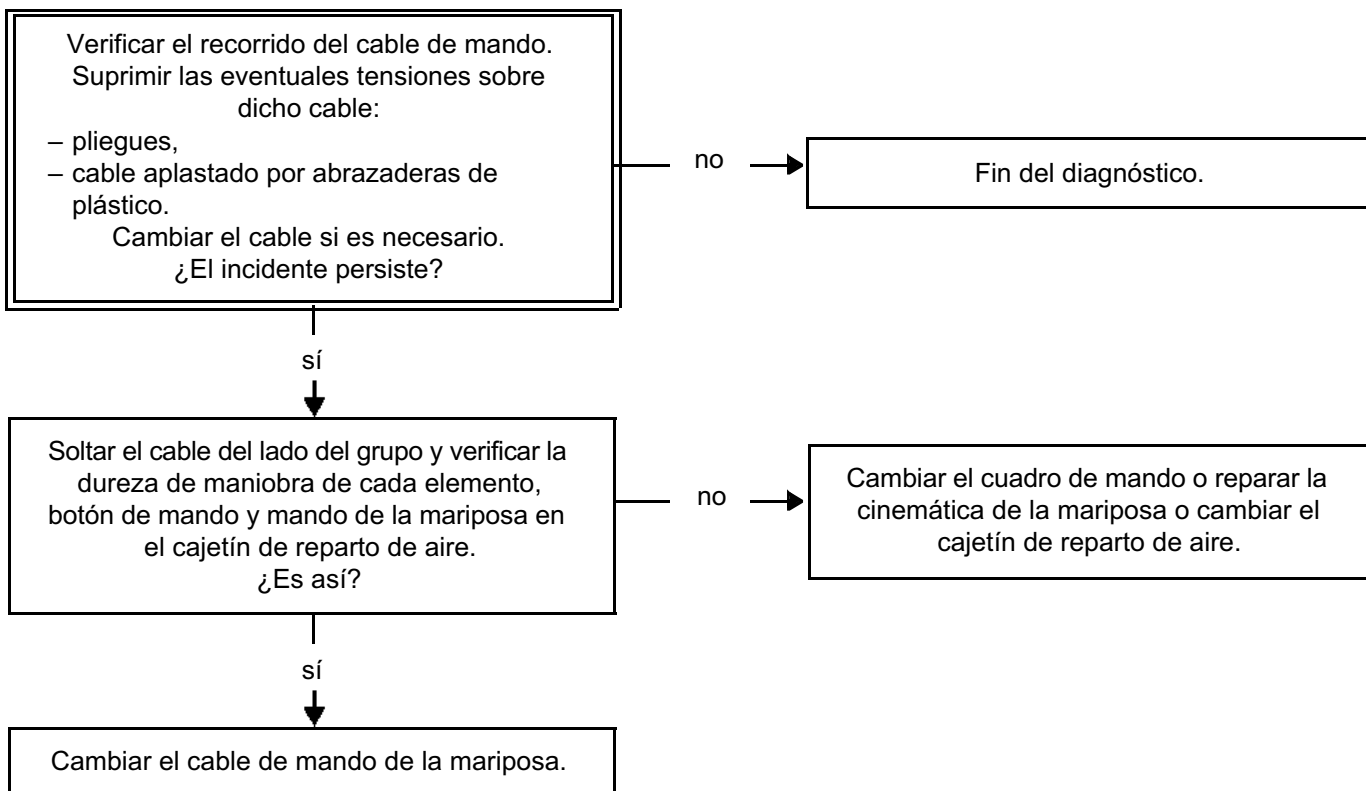 Verificar el recorrido del cable de mando.
Suprimir las eventuales tensiones sobre
dicho cable:
– pliegues,
– cable aplastado por abrazaderas de
plástico.
Cambiar el cable si es necesario.
¿El incidente persiste?
no
Fin del diagnóstico.
sí
Soltar el cable del lado del grupo y verificar la
dureza de maniobra de cada elemento,
botón de mando y mando de la mariposa en
el cajetín de reparto de aire.
¿Es así?
no
Cambiar el cuadro de mando o reparar la
cinemática de la mariposa o cambiar el
cajetín de reparto de aire.
sí
Cambiar el cable de mando de la mariposa.